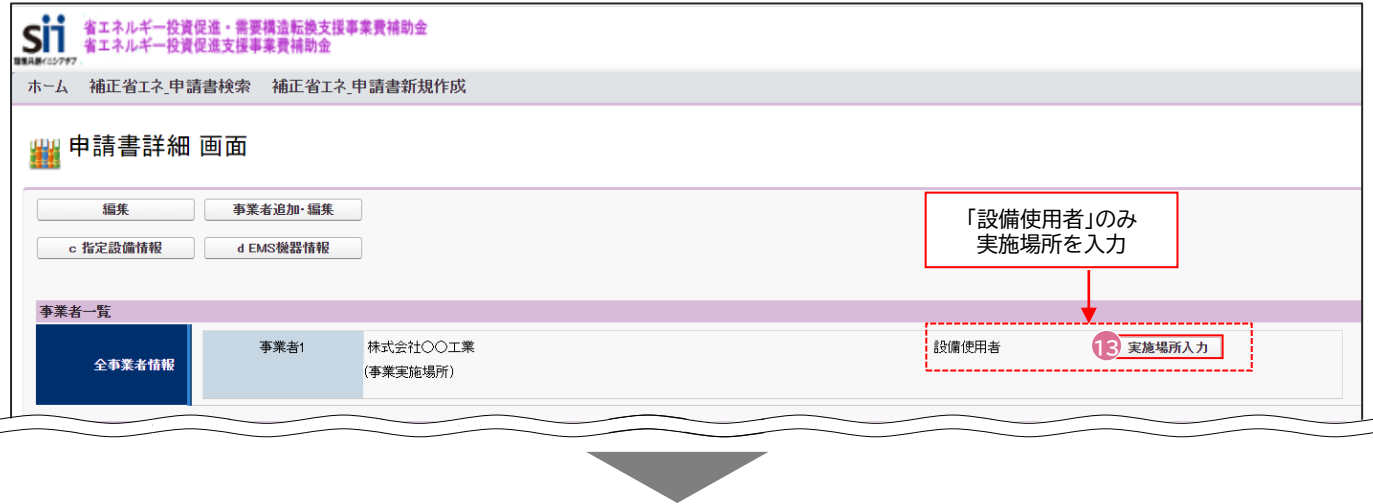 sii 省エネルギー投資促進・需要構造転換支援事業費補助金
省エネルギー投資促進支援事業費補助金
ホーム 補正省エネ_申請書検索 補正省エネ_申請書新規作成
申請書詳細 画面
編集 事業者追加・編集
c 指定設備情報 d EMS機器情報
「設備使用者」のみ
実施場所を入力
事業者一覧
全事業者情報 事業者1 株式会社〇〇工業 設備使用者 13 実施場所入力
(事業実施場所)